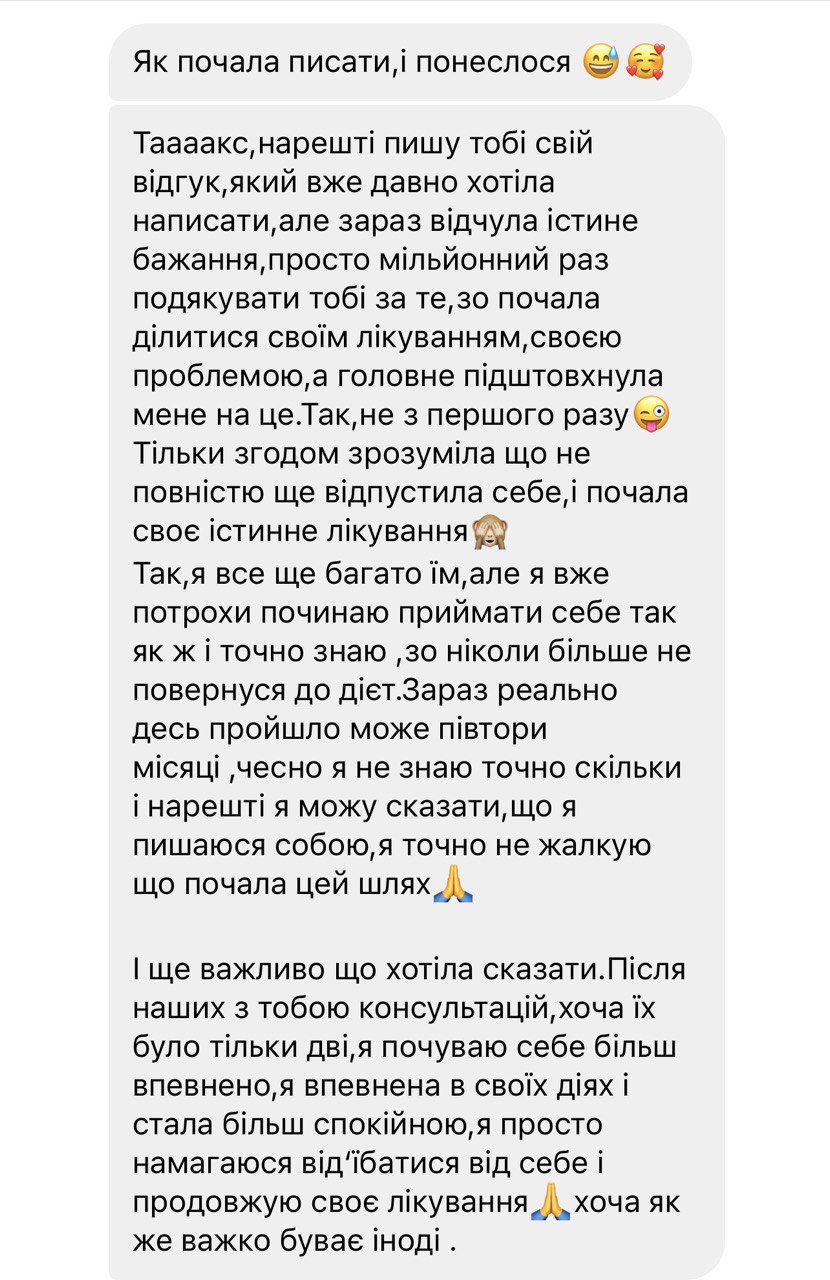 Як почала писати,і понеслося 😅🥰
Таааакс,нарешті пишу тобі свій
відгук,який вже давно хотіла
написати,але зараз відчула істине
бажання,просто мільйонний раз
подякувати тобі за те,зо почала
ділитися своїм лікуванням,своєю
проблемою,а головне підштовхнула
мене на це.Так,не з першого разу😜
Тільки згодом зрозуміла що не
повністю ще відпустила себе,і почала
своє істинне лікування🙈
Так,я все ще багато їм,але я вже
потрохи починаю приймати себе так
як ж і точно знаю ,зо ніколи більше не
повернуся до дієт.Зараз реально
десь пройшло може півтори
місяці ,чесно я не знаю точно скільки
і нарешті я можу сказати,що я
пишаюся собою,я точно не жалкую
що почала цей шлях🙏
І ще важливо що хотіла сказати.Після
наших з тобою консультацій,хоча їх
було тільки дві,я почуваю себе більш
впевнено,я впевнена в своїх діях і
стала більш спокійною,я просто
намагаюся від‘їбатися від себе і
продовжую своє лікування🙏хоча як
же важко буває іноді .